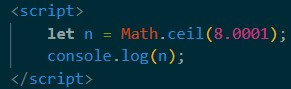 <script>
    let n = Math.ceil(8.0001);
    console.log(n);
</script>